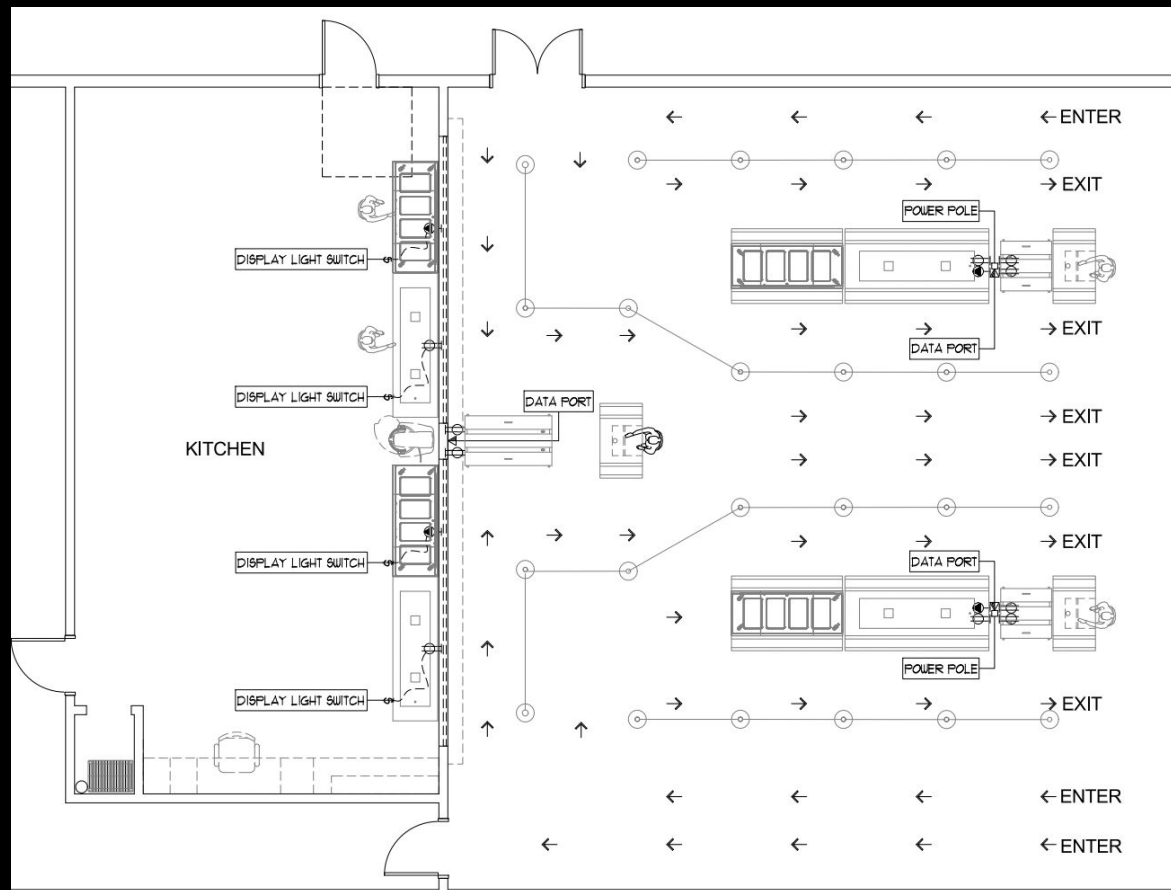 ENTER
EXIT
POWER POLE
DISPLAY LIGHT SWITCH
EXIT
DATA PORT
DISPLAY LIGHT SWITCH
DATA PORT
EXIT
KITCHEN
EXIT
EXIT
DISPLAY LIGHT SWITCH
DATA PORT
POWER POLE
DISPLAY LIGHT SWITCH
EXIT
ENTER
ENTER